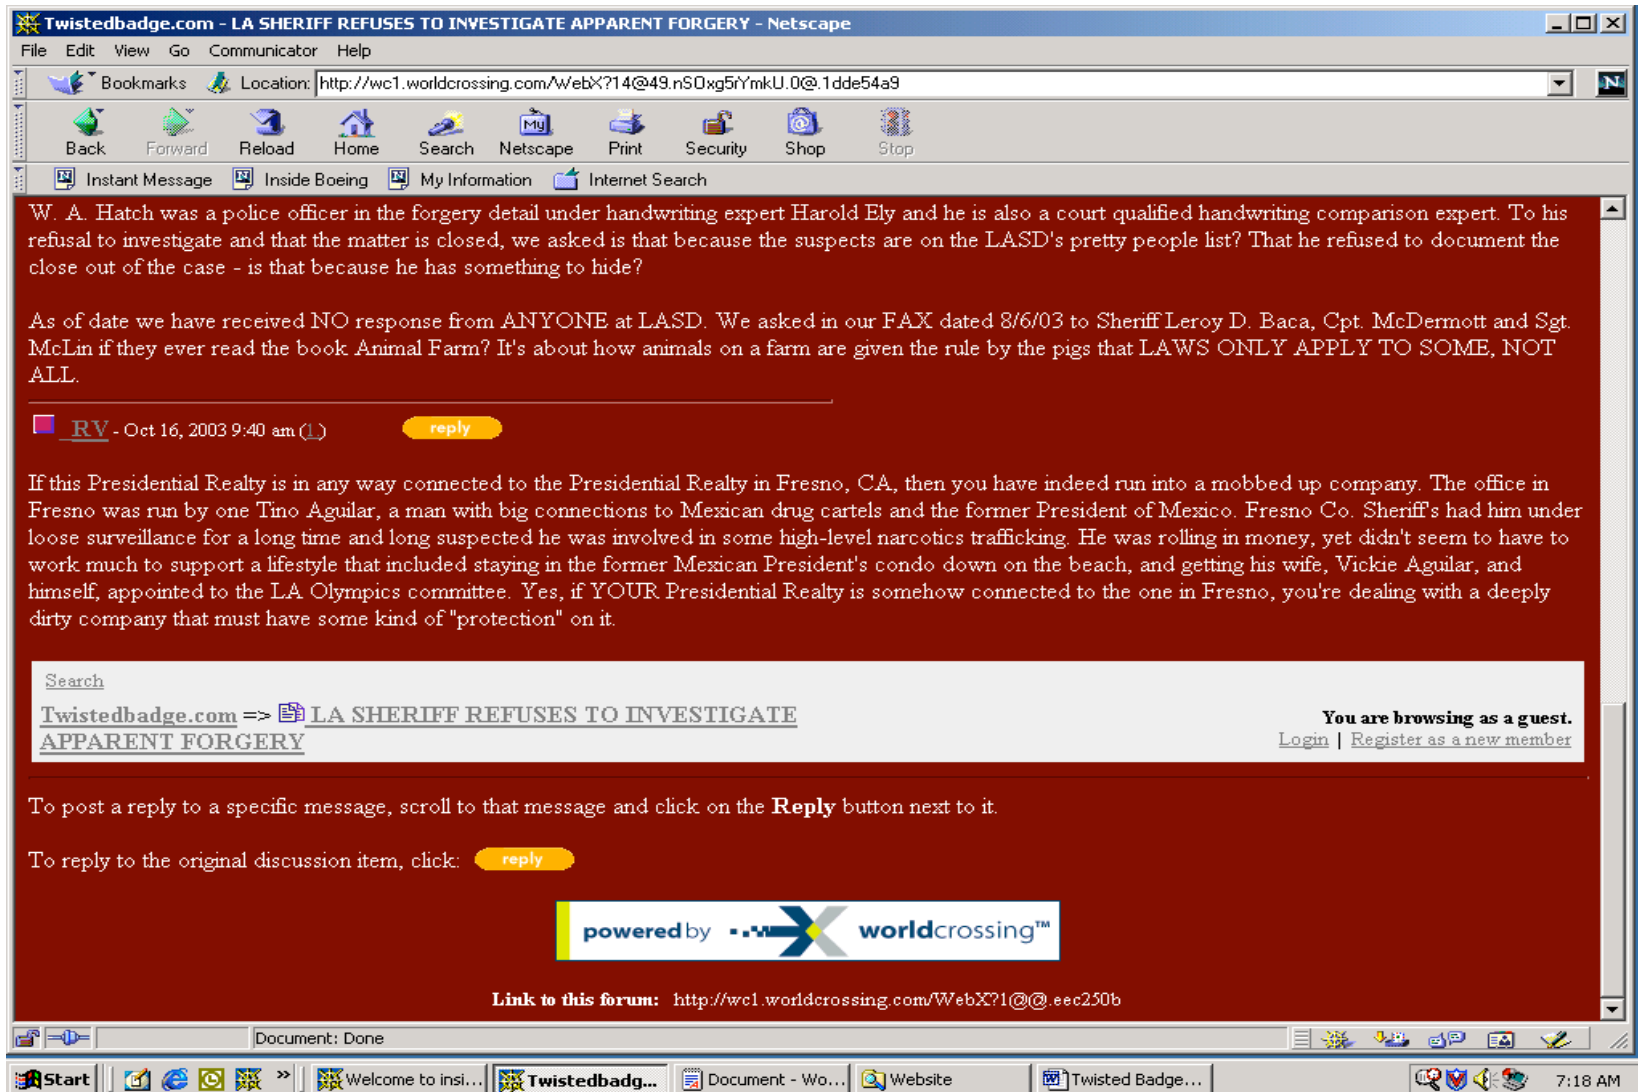 Twistedbadge.com - LA SHERIFF REFUSES TO INVESTIGATE APPARENT FORGERY - Netscape
File Edit View Go Communicator Help
Bookmarks Location: http://wc1.worldcrossing.com/WebX?14@49.nSOxg5rYmkU.0@.1dde54a9
N
My
Back Forward Reload Home Search Netscape Print Security Shop Stop
Instant Message Inside Boeing My Information Internet Search
W. A. Hatch was a police officer in the forgery detail under handwriting expert Harold Ely and he is also a court qualified handwriting comparison expert. To his
refusal to investigate and that the matter is closed, we asked is that because the suspects are on the LASD's pretty people list? That he refused to document the
close out of the case - is that because he has something to hide?
As of date we have received NO response from ANYONE at LASD. We asked in our FAX dated 8/6/03 to Sheriff Leroy D. Baca, Cpt. McDermott and Sgt.
McLin if they ever read the book Animal Farm? It's about how animals on a farm are given the rule by the pigs that LAWS ONLY APPLY TO SOME, NOT
ALL.
RV - Oct 16, 2003 9:40 am (1.) reply
If this Presidential Realty is in any way connected to the Presidential Realty in Fresno, CA, then you have indeed run into a mobbed up company. The office in
Fresno was run by one Tino Aguilar, a man with big connections to Mexican drug cartels and the former President of Mexico. Fresno Co. Sheriff's had him under
loose surveillance for a long time and long suspected he was involved in some high-level narcotics trafficking. He was rolling in money, yet didn't seem to have to
work much to support a lifestyle that included staying in the former Mexican President's condo down on the beach, and getting his wife, Vickie Aguilar, and
himself, appointed to the LA Olympics committee. Yes, if YOUR Presidential Realty is somehow connected to the one in Fresno, you're dealing with a deeply
dirty company that must have some kind of "protection" on it.
Search
Twistedbadge.com => LA SHERIFF REFUSES TO INVESTIGATE
APPARENT FORGERY
You are browsing as a guest.
Login | Register as a new member
To post a reply to a specific message, scroll to that message and click on the Reply button next to it.
To reply to the original discussion item, click: reply
powered by worldcrossing™
Link to this forum: http://wc1.worldcrossing.com/WebX?1@@.eec250b
Document: Done
Start » Welcome to insi... Twistedbadg... Document - Wo... Website Twisted Badge... 7:18 AM